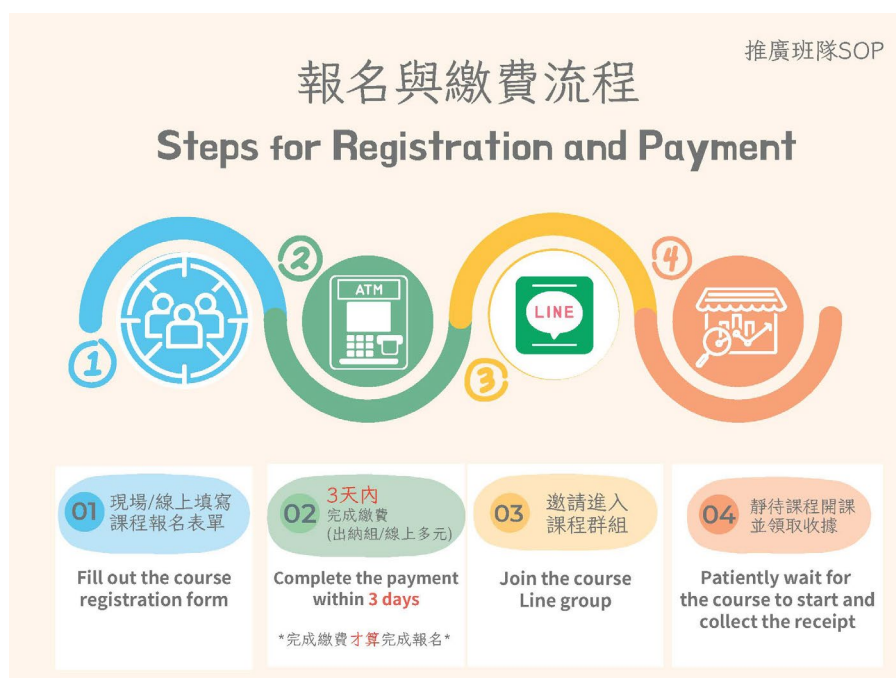 推廣班隊SOP
報名與繳費流程
Steps for Registration and Payment
1
2
ATM
3
LINE
4
01
現場/線上填寫
課程報名表單
Fill out the course
registration form
02
3天內
完成繳費
(出納組/線上多元)
Complete the payment
within 3 days
*完成繳費才算完成報名*
03
邀請進入
課程群組
Join the course
Line group
04
靜待課程開課
並領取收據
Patiently wait for
the course to start and
collect the receipt